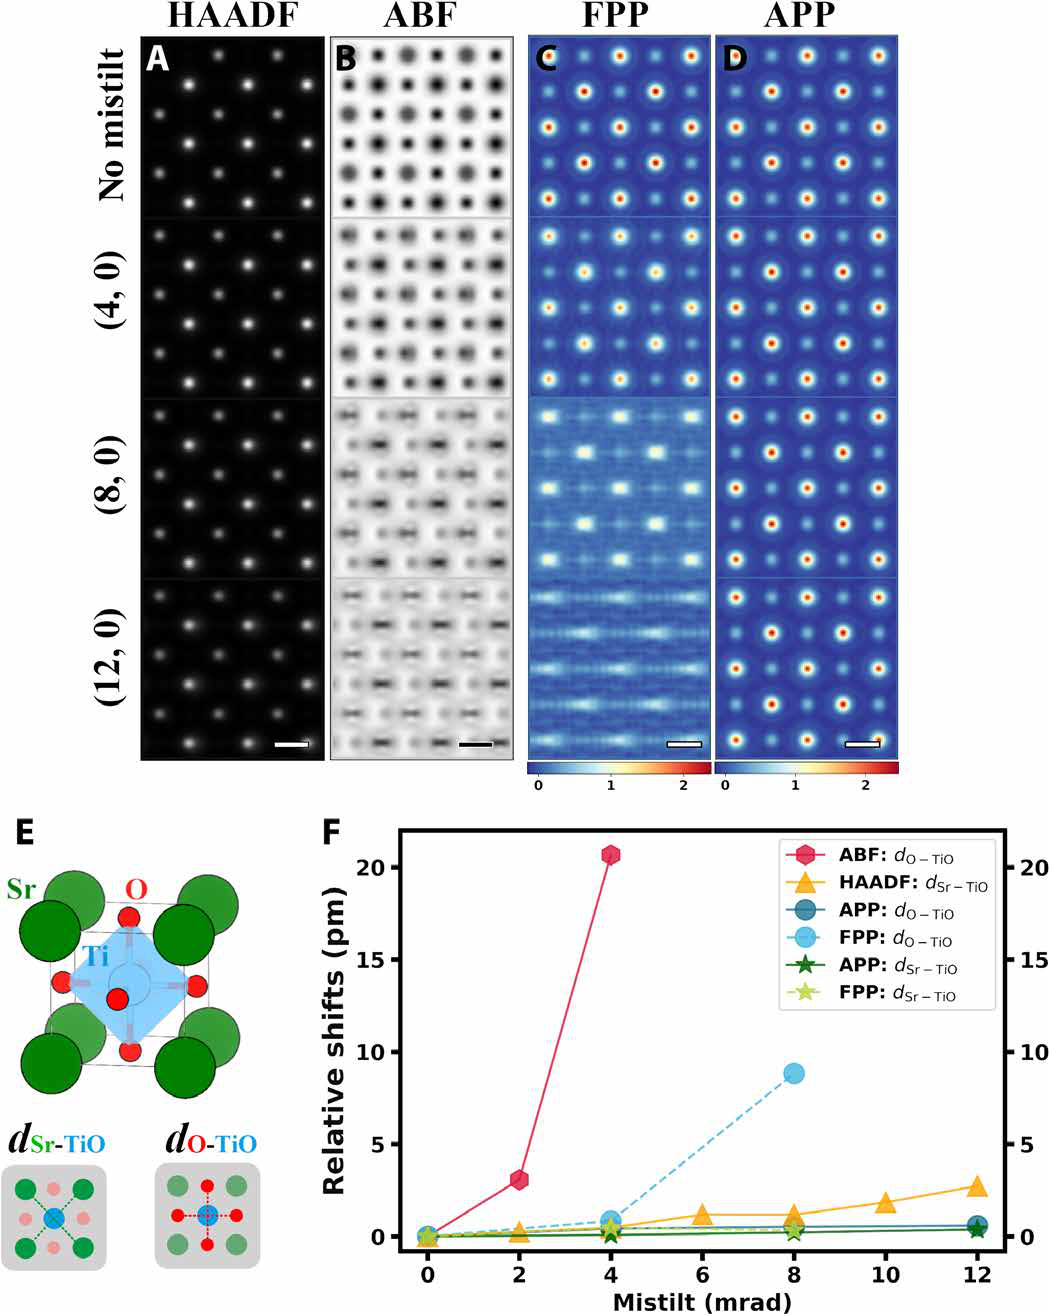 HAADF ABF FPP APP
A B C D
No mistilt
(4, 0)
(8, 0)
(12, 0)
0 1 2 0 1 2
E
Sr O
Ti
dSr-TiO dO-TiO
F
Relative shifts (pm)
20 20
15 15
10 10
5 5
0 0
0 2 4 6 8 10 12
Mistilt (mrad)
ABF: dO−TiO
HAADF: dSr−TiO
APP: dO−TiO
FPP: dO−TiO
APP: dSr−TiO
FPP: dSr−TiO